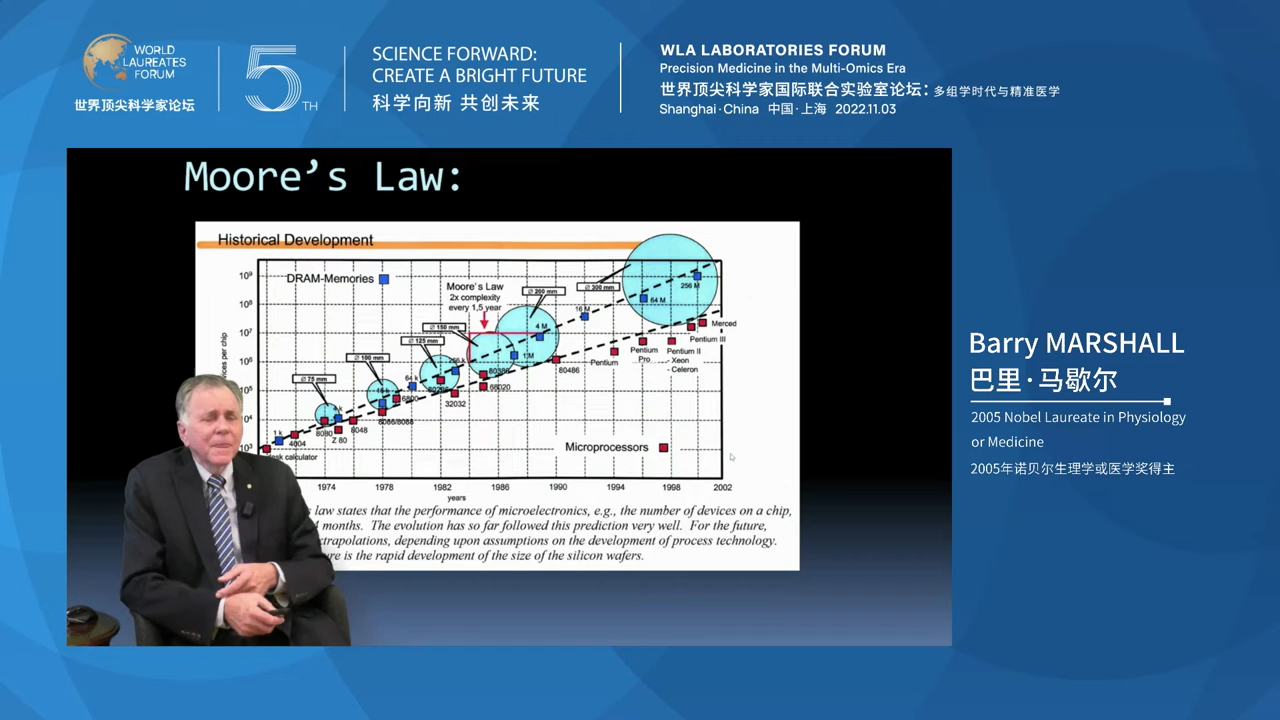 WORLD
LAUREATES
FORUM
世界顶尖科学家论坛
5TH
SCIENCE FORWARD:
CREATE A BRIGHT FUTURE
科学向新 共创未来
WLA LABORATORIES FORUM
Precision Medicine in the Multi-Omics Era
世界顶尖科学家国际联合实验室论坛：多组学时代与精准医学
Shanghai·China 中国·上海 2022.11.03
Moore's Law:
Historical Development
DRAM-Memories
Moore's Law
2x complexity
every 1,5 year
Ø 200 mm
Ø 300 mm
Ø 150 mm
Ø 125 mm
Ø 100 mm
Ø 75 mm
10⁹
10⁸
10⁷
10⁶
10⁵
10⁴
10³
256 M
64 M
16 M
4 M
1 M
64 k
1 k
Merced
Pentium III
Pentium II
- Xeon
- Celeron
Pentium
Pro
Pentium
80486
68020
32032
8048
Z 80
8080
4004
calculator
Microprocessors
1974 1978 1982 1986 1990 1994 1998 2002
years
law states that the performance of microelectronics, e.g., the number of devices on a chip,
months. The evolution has so far followed this prediction very well. For the future,
depending upon assumptions on the development of process technology.
is the rapid development of the size of the silicon wafers.
Barry MARSHALL
巴里·马歇尔
2005 Nobel Laureate in Physiology
or Medicine
2005年诺贝尔生理学或医学奖得主